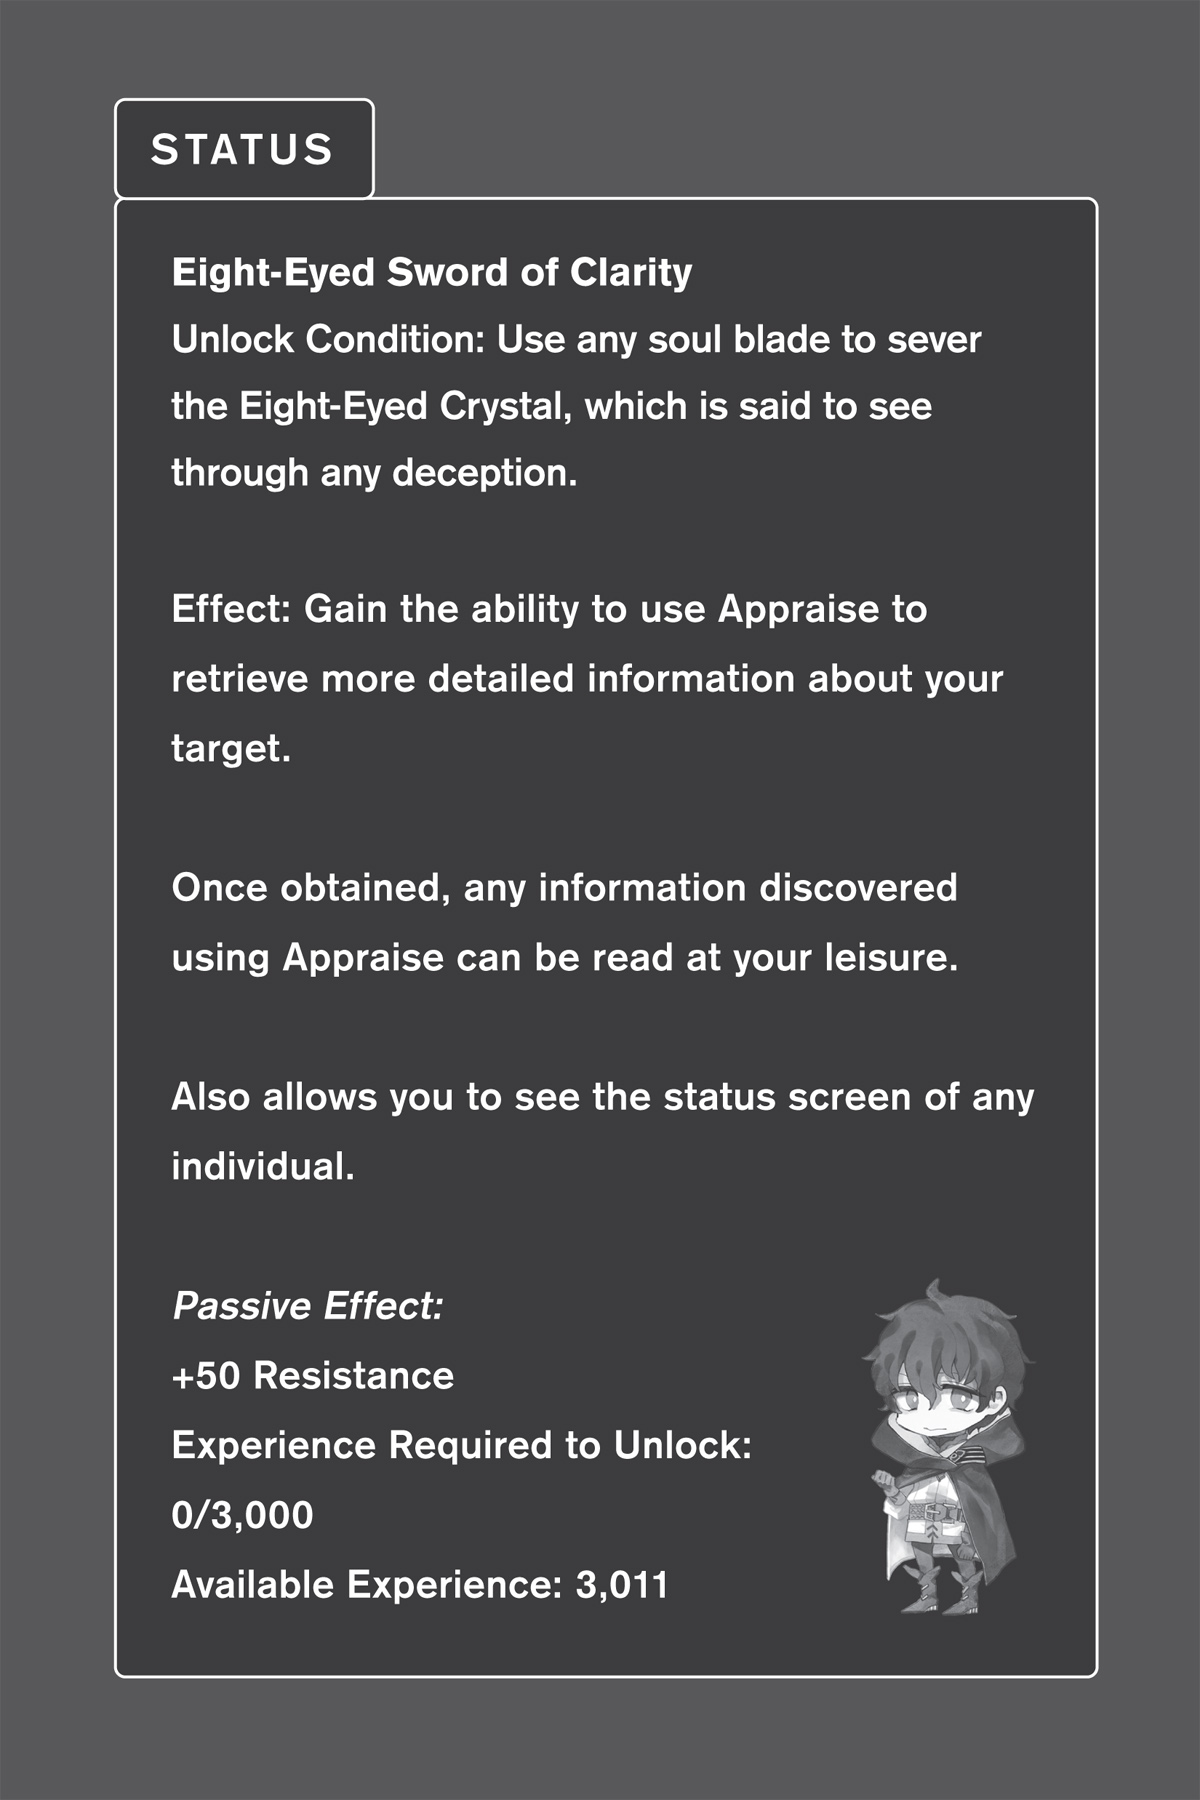 STATUS
Eight-Eyed Sword of Clarity
Unlock Condition: Use any soul blade to sever
the Eight-Eyed Crystal, which is said to see
through any deception.
Effect: Gain the ability to use Appraise to
retrieve more detailed information about your
target.
Once obtained, any information discovered
using Appraise can be read at your leisure.
Also allows you to see the status screen of any
individual.
Passive Effect:
+50 Resistance
Experience Required to Unlock:
0/3,000
Available Experience: 3,011